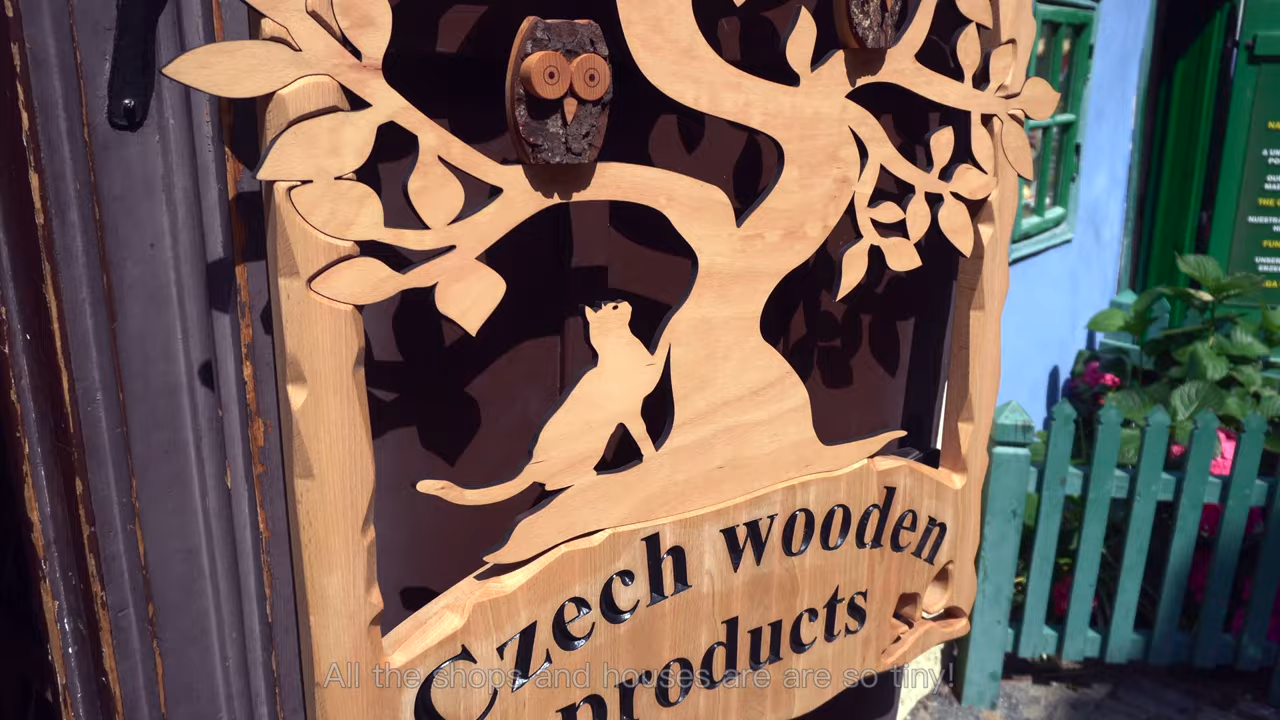 Czech wooden
products
All the shops and houses are are so tiny!